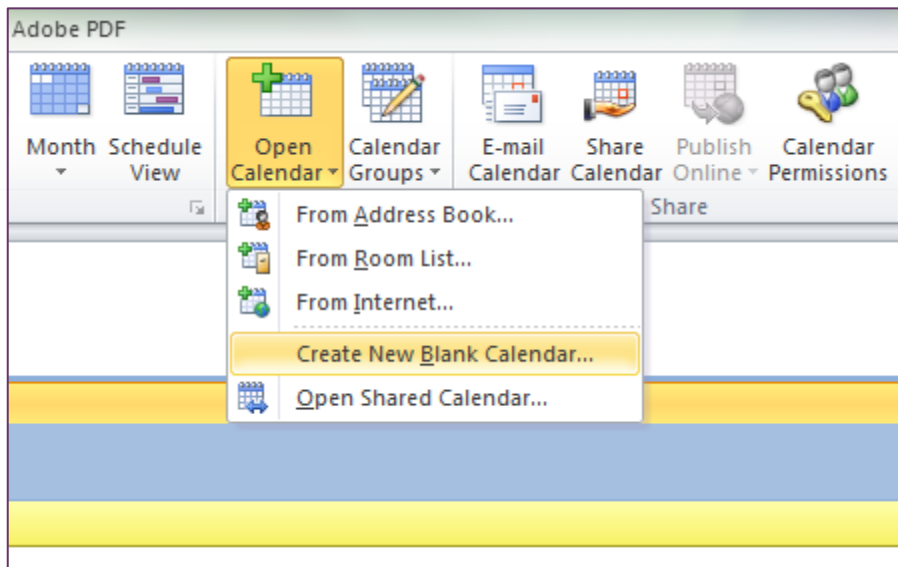 Adobe PDF
Month Schedule View
Open Calendar Calendar Groups
E-mail Calendar Share Calendar Publish Online Calendar Permissions
Share
From Address Book...
From Room List...
From Internet...
Create New Blank Calendar...
Open Shared Calendar...